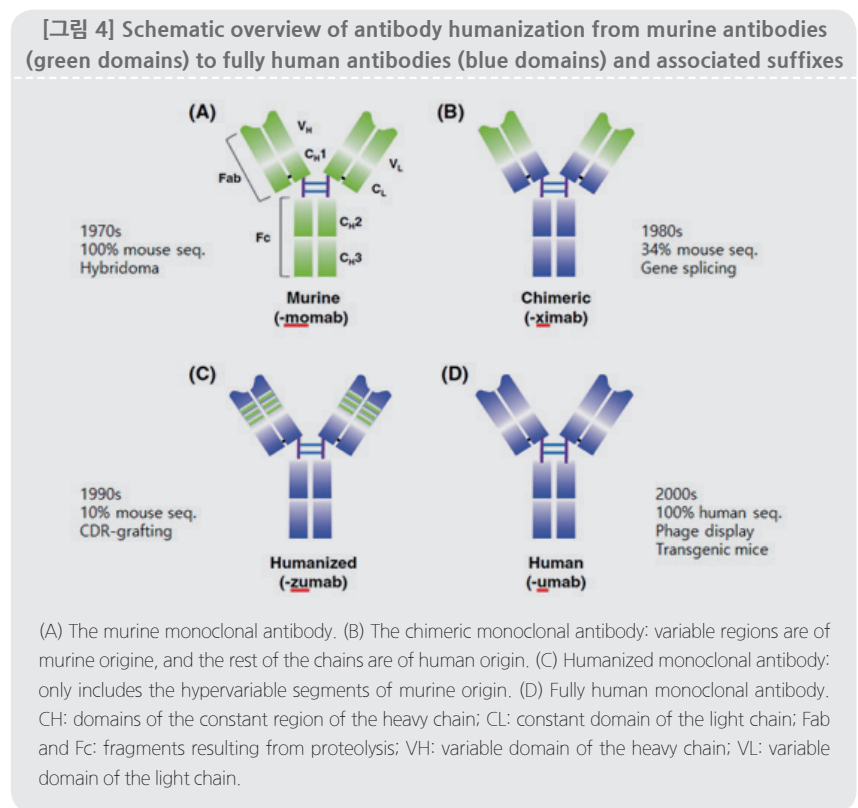 [그림 4] Schematic overview of antibody humanization from murine antibodies
(green domains) to fully human antibodies (blue domains) and associated suffixes
(A)
VH
CH1
VL
CL
Fab
Fc
CH2
CH3
1970s
100% mouse seq.
Hybridoma
Murine
(-momab)
(B)
1980s
34% mouse seq.
Gene splicing
Chimeric
(-ximab)
(C)
1990s
10% mouse seq.
CDR-grafting
Humanized
(-zumab)
(D)
2000s
100% human seq.
Phage display
Transgenic mice
Human
(-umab)
(A) The murine monoclonal antibody. (B) The chimeric monoclonal antibody: variable regions are of
murine origine, and the rest of the chains are of human origin. (C) Humanized monoclonal antibody:
only includes the hypervariable segments of murine origin. (D) Fully human monoclonal antibody.
CH: domains of the constant region of the heavy chain; CL: constant domain of the light chain; Fab
and Fc: fragments resulting from proteolysis; VH: variable domain of the heavy chain; VL: variable
domain of the light chain.